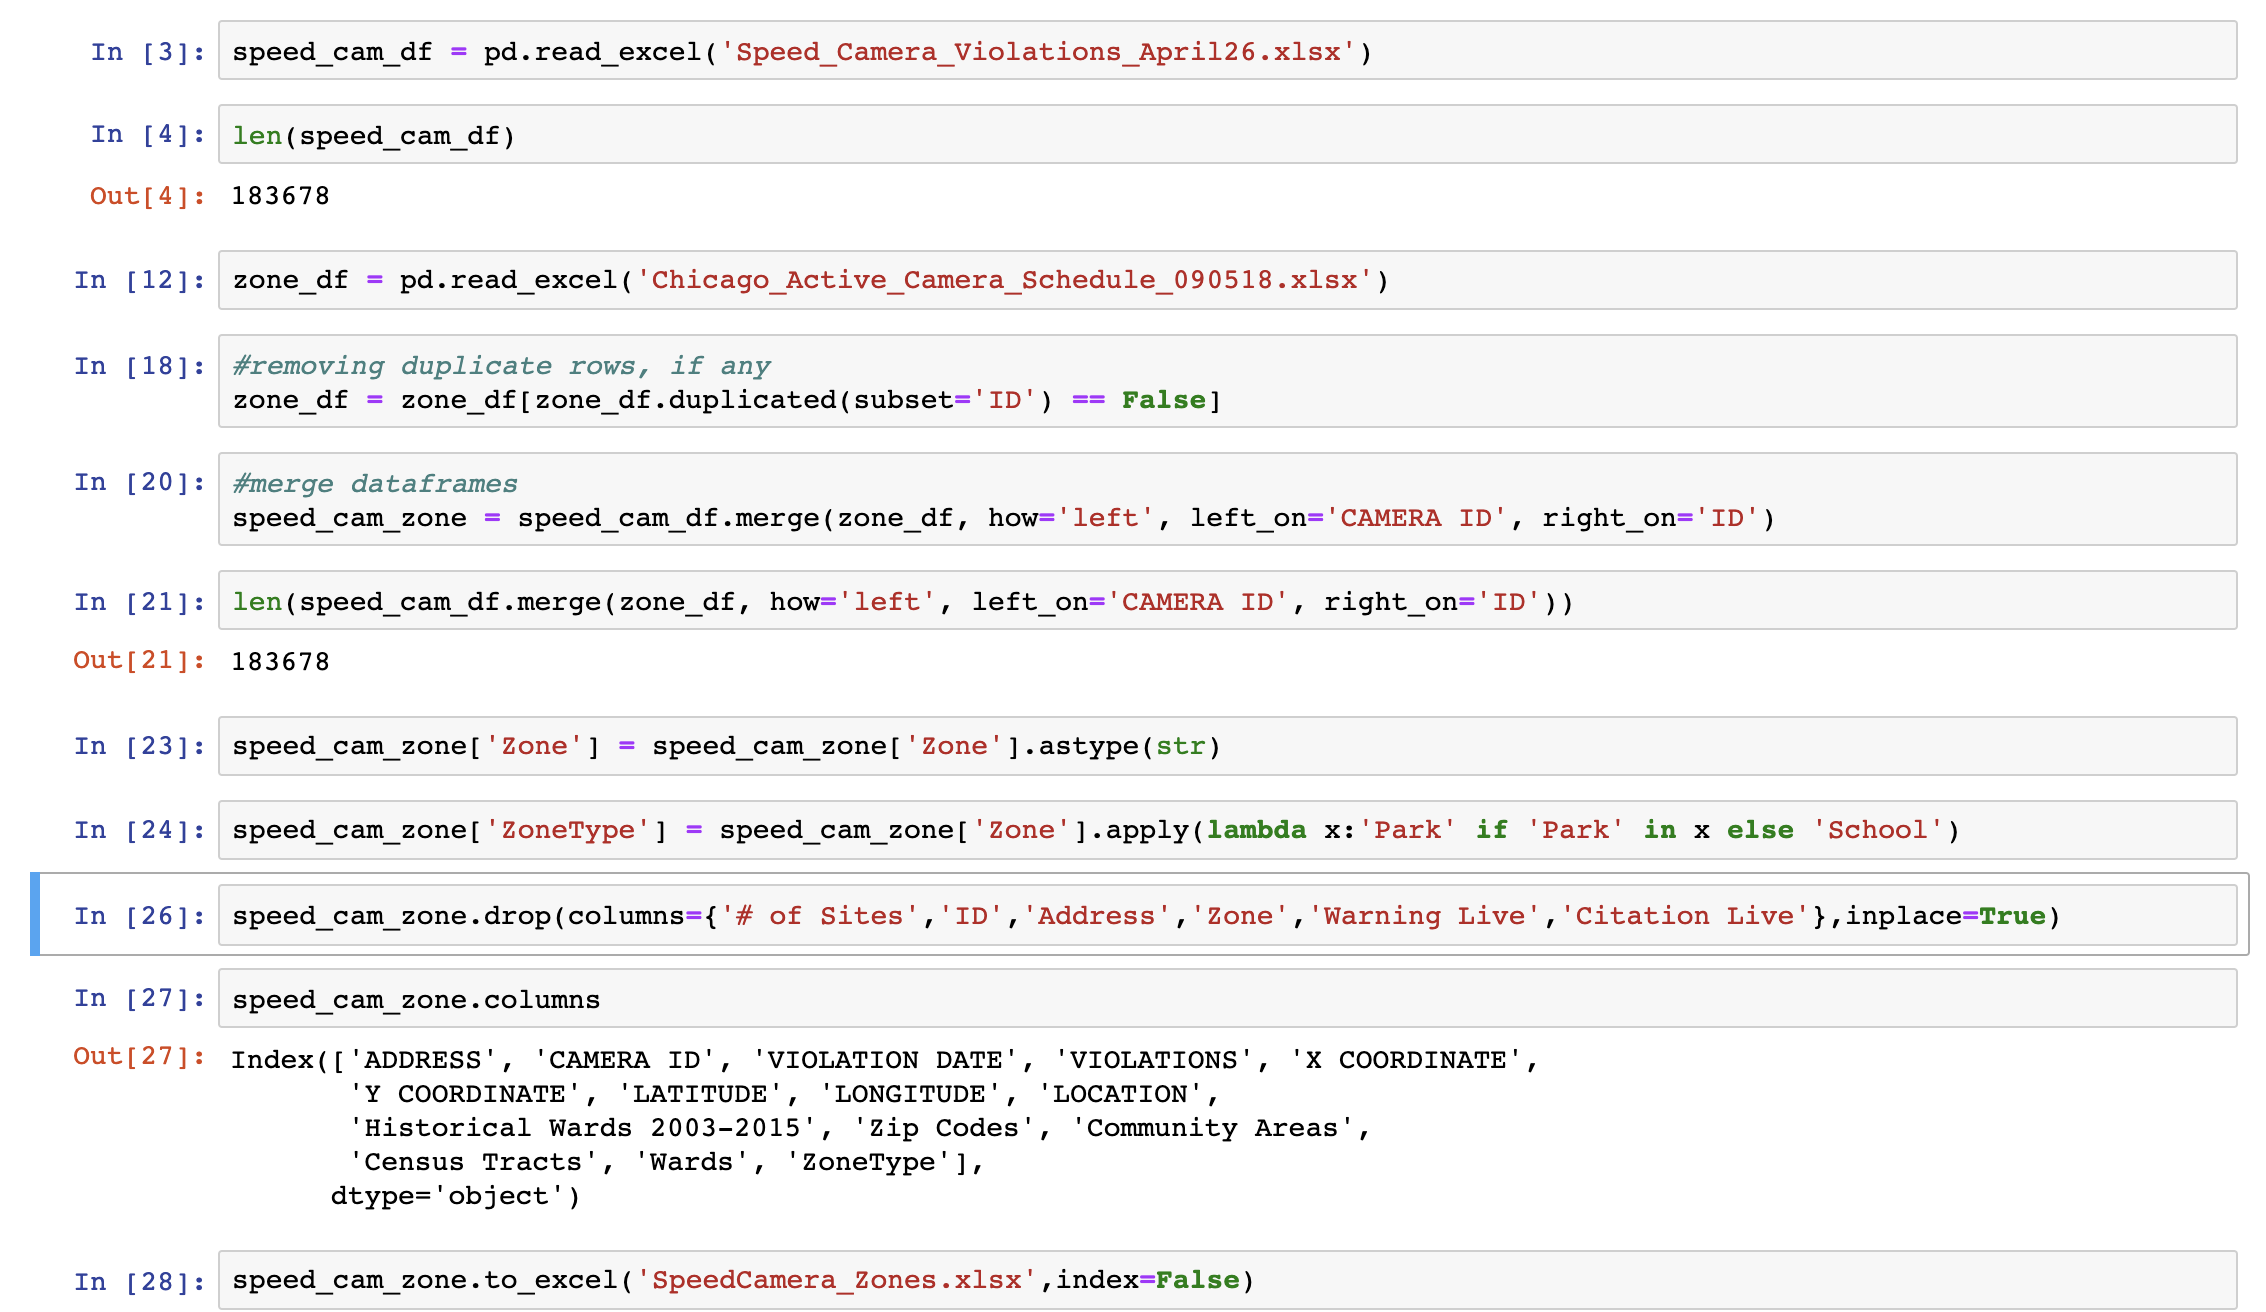 In [3]: speed_cam_df = pd.read_excel('Speed_Camera_Violations_April26.xlsx')
In [4]: len(speed_cam_df)
Out[4]: 183678
In [12]: zone_df = pd.read_excel('Chicago_Active_Camera_Schedule_090518.xlsx')
In [18]: #removing duplicate rows, if any
zone_df = zone_df[zone_df.duplicated(subset='ID') == False]
In [20]: #merge dataframes
speed_cam_zone = speed_cam_df.merge(zone_df, how='left', left_on='CAMERA ID', right_on='ID')
In [21]: len(speed_cam_df.merge(zone_df, how='left', left_on='CAMERA ID', right_on='ID'))
Out[21]: 183678
In [23]: speed_cam_zone['Zone'] = speed_cam_zone['Zone'].astype(str)
In [24]: speed_cam_zone['ZoneType'] = speed_cam_zone['Zone'].apply(lambda x:'Park' if 'Park' in x else 'School')
In [26]: speed_cam_zone.drop(columns={'# of Sites','ID','Address','Zone','Warning Live','Citation Live'},inplace=True)
In [27]: speed_cam_zone.columns
Out[27]: Index(['ADDRESS', 'CAMERA ID', 'VIOLATION DATE', 'VIOLATIONS', 'X COORDINATE',
'Y COORDINATE', 'LATITUDE', 'LONGITUDE', 'LOCATION',
'Historical Wards 2003-2015', 'Zip Codes', 'Community Areas',
'Census Tracts', 'Wards', 'ZoneType'],
dtype='object')
In [28]: speed_cam_zone.to_excel('SpeedCamera_Zones.xlsx',index=False)